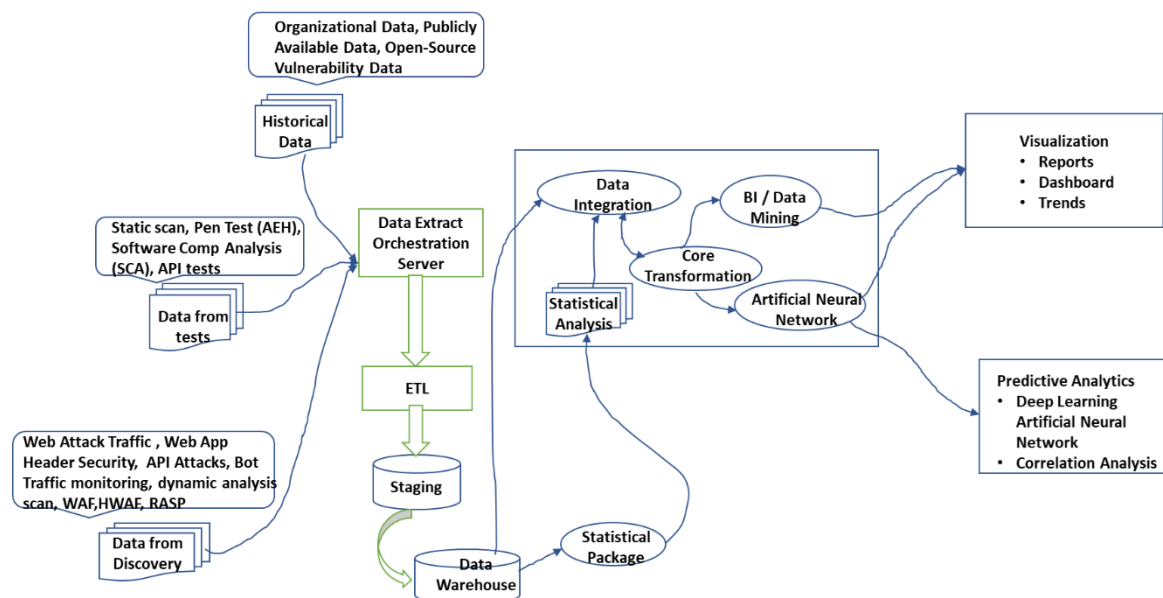 Organizational Data, Publicly
Available Data, Open-Source
Vulnerability Data
Historical
Data
Static scan, Pen Test (AEH),
Software Comp Analysis
(SCA), API tests
Data from
tests
Web Attack Traffic , Web App
Header Security, API Attacks, Bot
Traffic monitoring, dynamic analysis
scan, WAF,HWAF, RASP
Data from
Discovery
Data Extract
Orchestration
Server
ETL
Staging
Data
Warehouse
Statistical
Package
Data
Integration
BI / Data
Mining
Core
Transformation
Statistical
Analysis
Artificial Neural
Network
Visualization
• Reports
• Dashboard
• Trends
Predictive Analytics
• Deep Learning
Artificial Neural
Network
• Correlation Analysis